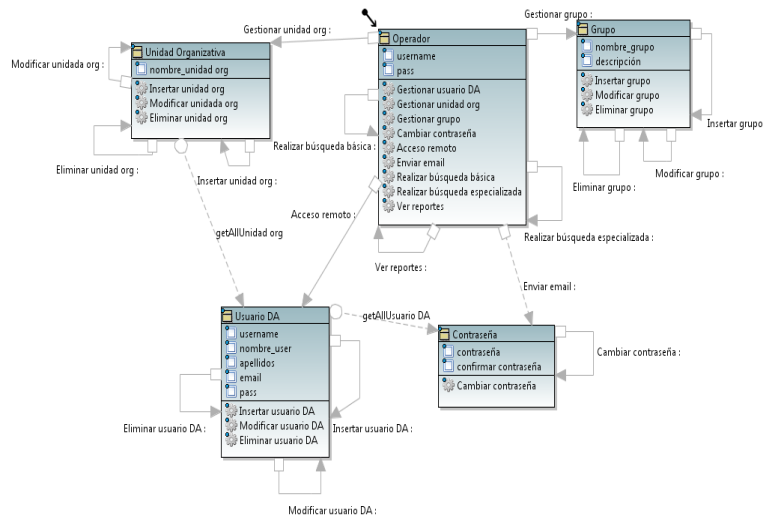 Gestionar unidad org :
Gestionar grupo :
Unidad Organizativa
nombre_unidad org
Insertar unidad org
Modificar unidada org
Eliminar unidad org
Modificar unidada org :
Eliminar unidad org :
Insertar unidad org :
Operador
username
pass
Gestionar usuario DA
Gestionar unidad org
Gestionar grupo
Cambiar contraseña
Acceso remoto
Enviar email
Realizar búsqueda básica
Realizar búsqueda especializada
Ver reportes
Realizar búsqueda básica :
Grupo
nombre_grupo
descripción
Insertar grupo
Modificar grupo
Eliminar grupo
Insertar grupo
Eliminar grupo :
Modificar grupo :
Acceso remoto :
getAllUnidad org
Realizar búsqueda especializada :
Ver reportes :
Enviar email :
Usuario DA
username
nombre_user
apellidos
email
pass
Insertar usuario DA
Modificar usuario DA
Eliminar usuario DA
getAllUsuario DA
Contraseña
contraseña
confirmar contraseña
Cambiar contraseña
Cambiar contraseña :
Eliminar usuario DA :
Insertar usuario DA :
Modificar usuario DA :